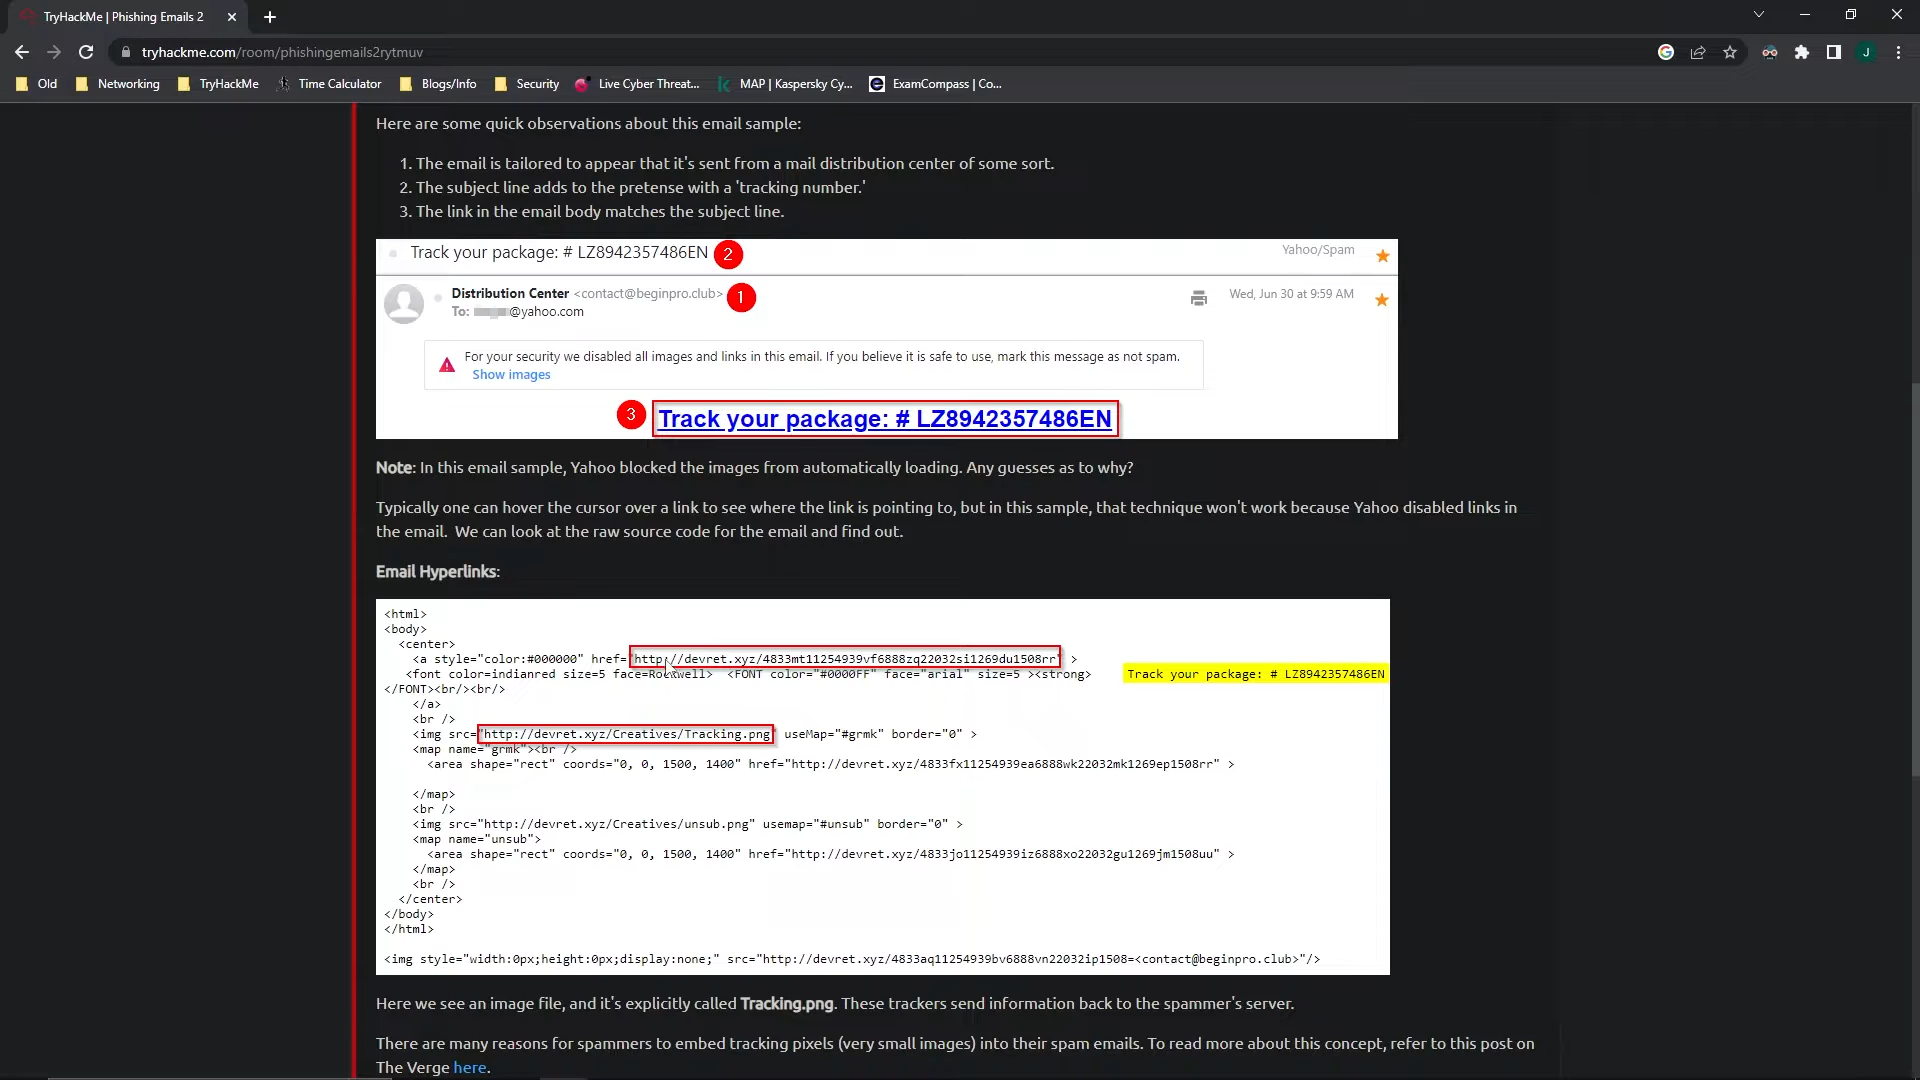 TryHackMe | Phishing Emails 2
tryhackme.com/room/phishingemails2rytmuv
J
Old
Networking
TryHackMe
Time Calculator
Blogs/Info
Security
Live Cyber Threat...
MAP | Kaspersky Cy...
ExamCompass | Co...
Here are some quick observations about this email sample:
1. The email is tailored to appear that it's sent from a mail distribution center of some sort.
2. The subject line adds to the pretense with a 'tracking number.'
3. The link in the email body matches the subject line.
Track your package: # LZ8942357486EN 2 Yahoo/Spam
Distribution Center <contact@beginpro.club> 1 Wed, Jun 30 at 9:59 AM
To: @yahoo.com
For your security we disabled all images and links in this email. If you believe it is safe to use, mark this message as not spam.
Show images
3 Track your package: # LZ8942357486EN
Note: In this email sample, Yahoo blocked the images from automatically loading. Any guesses as to why?
Typically one can hover the cursor over a link to see where the link is pointing to, but in this sample, that technique won't work because Yahoo disabled links in
the email.  We can look at the raw source code for the email and find out.
Email Hyperlinks:
<html>
<body>
<center>
<a style="color:#000000" href="http://devret.xyz/4833mt11254939vf6888zq22032si1269du1508rr" >
<font color=indianred size=5 face=Rockwell> <FONT color="#0000FF" face="arial" size=5 ><strong> Track your package: # LZ8942357486EN
</FONT><br/><br/>
</a>
<br />
<img src="http://devret.xyz/Creatives/Tracking.png" useMap="#grmk" border="0" >
<map name="grmk"><br />
<area shape="rect" coords="0, 0, 1500, 1400" href="http://devret.xyz/4833fx11254939ea6888wk22032mk1269ep1508rr" >
</map>
<br />
<img src="http://devret.xyz/Creatives/unsub.png" usemap="#unsub" border="0" >
<map name="unsub">
<area shape="rect" coords="0, 0, 1500, 1400" href="http://devret.xyz/4833jo11254939iz6888xo22032gu1269jm1508uu" >
</map>
<br />
</center>
</body>
</html>
<img style="width:0px;height:0px;display:none;" src="http://devret.xyz/4833aq11254939bv6888vn22032ip1508=<contact@beginpro.club>"/>
Here we see an image file, and it's explicitly called Tracking.png. These trackers send information back to the spammer's server.
There are many reasons for spammers to embed tracking pixels (very small images) into their spam emails. To read more about this concept, refer to this post on
The Verge here.